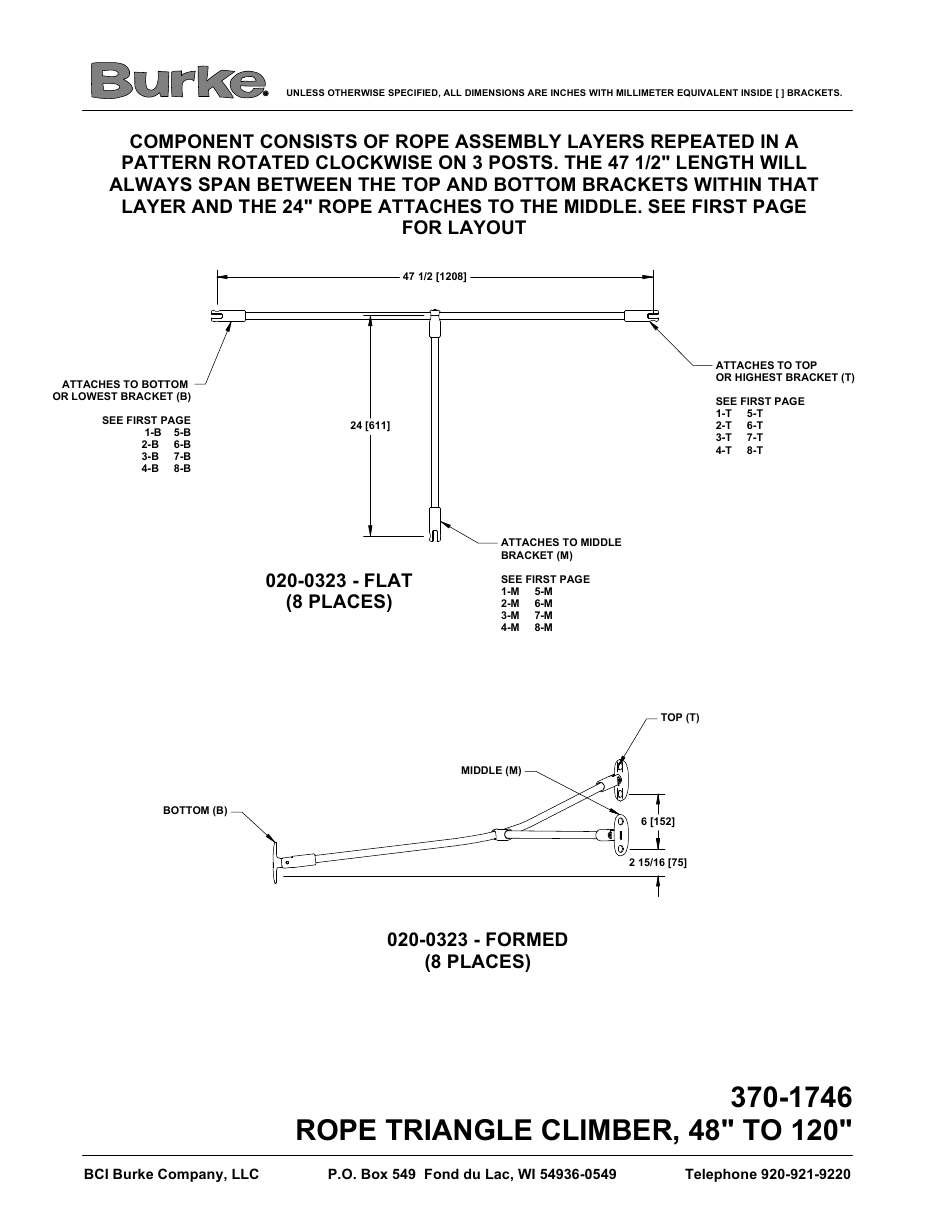 Burke®
UNLESS OTHERWISE SPECIFIED, ALL DIMENSIONS ARE INCHES WITH MILLIMETER EQUIVALENT INSIDE [ ] BRACKETS.
COMPONENT CONSISTS OF ROPE ASSEMBLY LAYERS REPEATED IN A
PATTERN ROTATED CLOCKWISE ON 3 POSTS. THE 47 1/2" LENGTH WILL
ALWAYS SPAN BETWEEN THE TOP AND BOTTOM BRACKETS WITHIN THAT
LAYER AND THE 24" ROPE ATTACHES TO THE MIDDLE. SEE FIRST PAGE
FOR LAYOUT
47 1/2 [1208]
ATTACHES TO BOTTOM
OR LOWEST BRACKET (B)
SEE FIRST PAGE
1-B 5-B
2-B 6-B
3-B 7-B
4-B 8-B
24 [611]
ATTACHES TO TOP
OR HIGHEST BRACKET (T)
SEE FIRST PAGE
1-T 5-T
2-T 6-T
3-T 7-T
4-T 8-T
ATTACHES TO MIDDLE
BRACKET (M)
SEE FIRST PAGE
1-M 5-M
2-M 6-M
3-M 7-M
4-M 8-M
020-0323 - FLAT
(8 PLACES)
TOP (T)
MIDDLE (M)
BOTTOM (B)
6 [152]
2 15/16 [75]
020-0323 - FORMED
(8 PLACES)
370-1746
ROPE TRIANGLE CLIMBER, 48" TO 120"
BCI Burke Company, LLC P.O. Box 549 Fond du Lac, WI 54936-0549 Telephone 920-921-9220